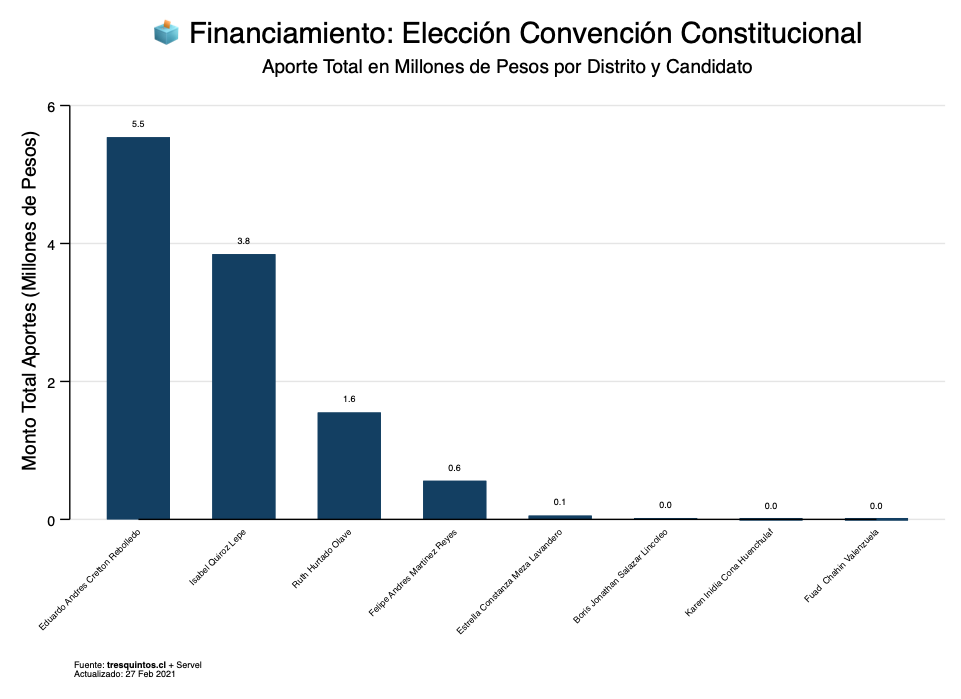 Financiamiento: Elección Convención Constitucional
Aporte Total en Millones de Pesos por Distrito y Candidato
Monto Total Aportes (Millones de Pesos)
6
4
2
0
5.5
3.8
1.6
0.6
0.1
0.0
0.0
0.0
Eduardo Andres Cretton Rebolledo
Isabel Quiroz Lepe
Ruth Hurtado Olave
Felipe Andres Martinez Reyes
Estrella Constanza Meza Lavandero
Boris Jonathan Salazar Lincoleo
Karen Inidia Cona Huenchulaf
Fuad Chahin Valenzuela
Fuente: tresquintos.cl + Servel
Actualizado: 27 Feb 2021